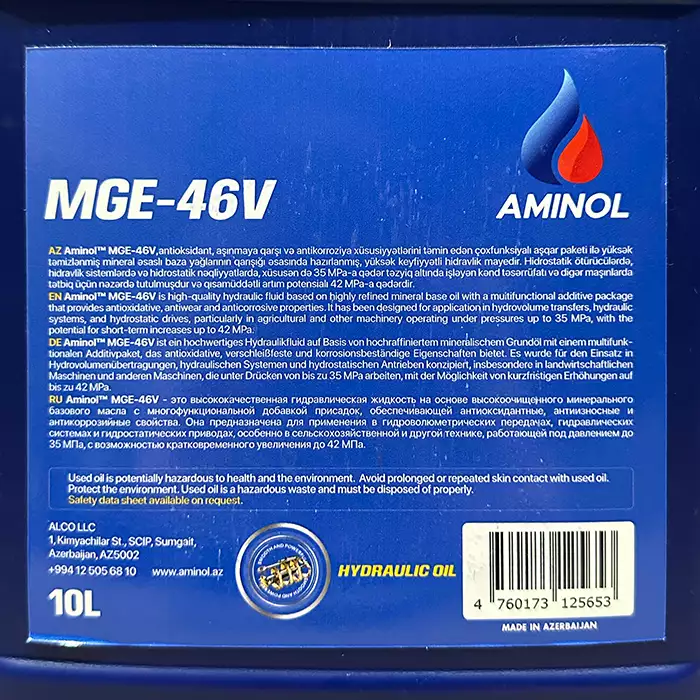 AMINOL
MGE-46V
AZ Aminol™ MGE-46V, antioksidant, aşınmaya qarşı və antikorroziya xüsusiyyətlərini təmin edən çoxfunksiyalı aşqar paketi ilə yüksək
təmizlənmiş mineral əsaslı baza yağlarının qarışığı əsasında hazırlanmış, yüksək keyfiyyətli hidravlik mayedir. Hidrostatik ötürücülərdə,
hidravlik sistemlərdə və hidrostatik nəqliyyatlarda, xüsusən də 35 MPa-a qədər təzyiq altında işləyən kənd təsərrüfatı və digər maşınlarda
tətbiq üçün nəzərdə tutulmuşdur və qısamüddətli artım potensialı 42 MPa-a qədərdir.
EN Aminol™ MGE-46V is high-quality hydraulic fluid based on highly refined mineral base oil with a multifunctional additive package
that provides antioxidative, antiwear and anticorrosive properties. It has been designed for application in hydrovolume transfers, hydraulic
systems, and hydrostatic drives, particularly in agricultural and other machinery operating under pressures up to 35 MPa, with the
potential for short-term increases up to 42 MPa.
DE Aminol™ MGE-46V ist ein hochwertiges Hydraulikfluid auf Basis von hochraffiniertem mineralischem Grundöl mit einem multifunk-
tionalen Additivpaket, das antioxidative, verschleißfeste und korrosionsbeständige Eigenschaften bietet. Es wurde für den Einsatz in
Hydrovolumenübertragungen, hydraulischen Systemen und hydrostatischen Antrieben konzipiert, insbesondere in landwirtschaftlichen
Maschinen und anderen Maschinen, die unter Drücken von bis zu 35 MPa arbeiten, mit der Möglichkeit von kurzfristigen Erhöhungen auf
bis zu 42 MPa.
RU Aminol™ MGE-46V - это высококачественная гидравлическая жидкость на основе высокоочищенного минерального
базового масла с многофункциональной добавкой присадок, обеспечивающей антиоксидантные, антиизносные и
антикоррозийные свойства. Она предназначена для применения в гидроволюметрических передачах, гидравлических
системах и гидростатических приводах, особенно в сельскохозяйственной и другой технике, работающей под давлением до
35 МПа, с возможностью кратковременного увеличения до 42 МПа.
Used oil is potentially hazardous to health and the environment. Avoid prolonged or repeated skin contact with used oil.
Protect the environment. Used oil is a hazardous waste and must be disposed of properly.
Safety data sheet available on request.
ALCO LLC
1, Kimyachilar St., SCIP, Sumgait,
Azerbaijan, AZ5002
+994 12 505 68 10 www.aminol.az
10L
SMOOTH AND POWERFUL
SMOOTH AND POWERFUL
HYDRAULIC OIL
4 760173 125653
MADE IN AZERBAIJAN